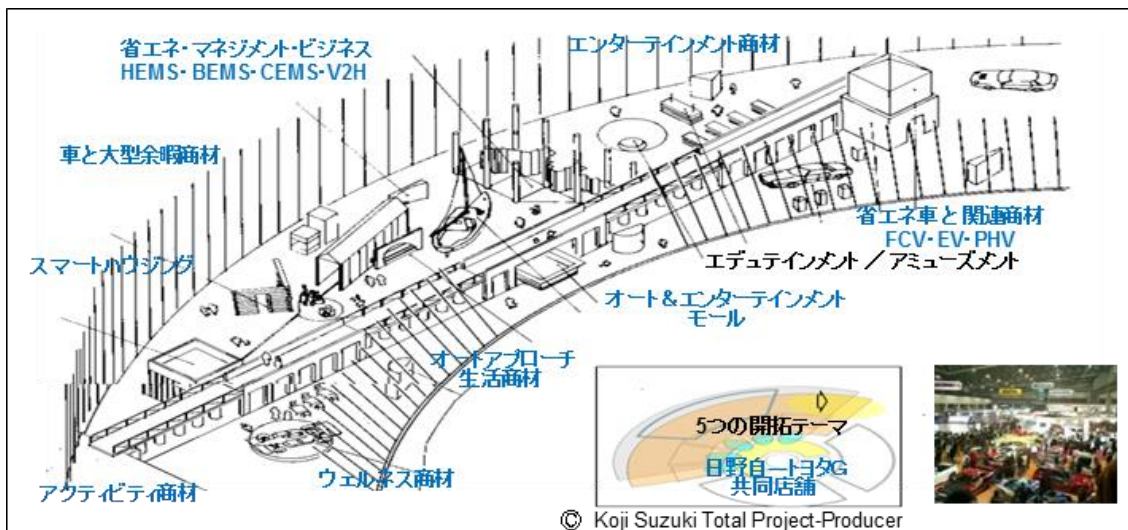 省エネ・マネジメント・ビジネス
HEMS・BEMS・CEMS・V2H
エンターテインメント商材
車と大型余暇商材
省エネ車と関連商材
FCV・EV・PHV
エデュテインメント／アミューズメント
スマートハウジング
オート＆エンターテインメント
モール
オートアプローチ
生活商材
5つの開拓テーマ
日野自ートヨタG
共同店舗
ウェルネス商材
アクティビティ商材
© Koji Suzuki Total Project-Producer